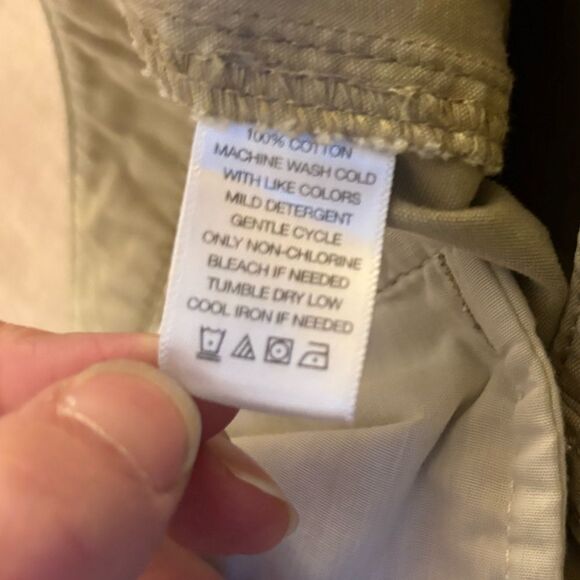 100% COTTON
MACHINE WASH COLD
WITH LIKE COLORS
MILD DETERGENT
GENTLE CYCLE
ONLY NON-CHLORINE
BLEACH IF NEEDED
TUMBLE DRY LOW
COOL IRON IF NEEDED